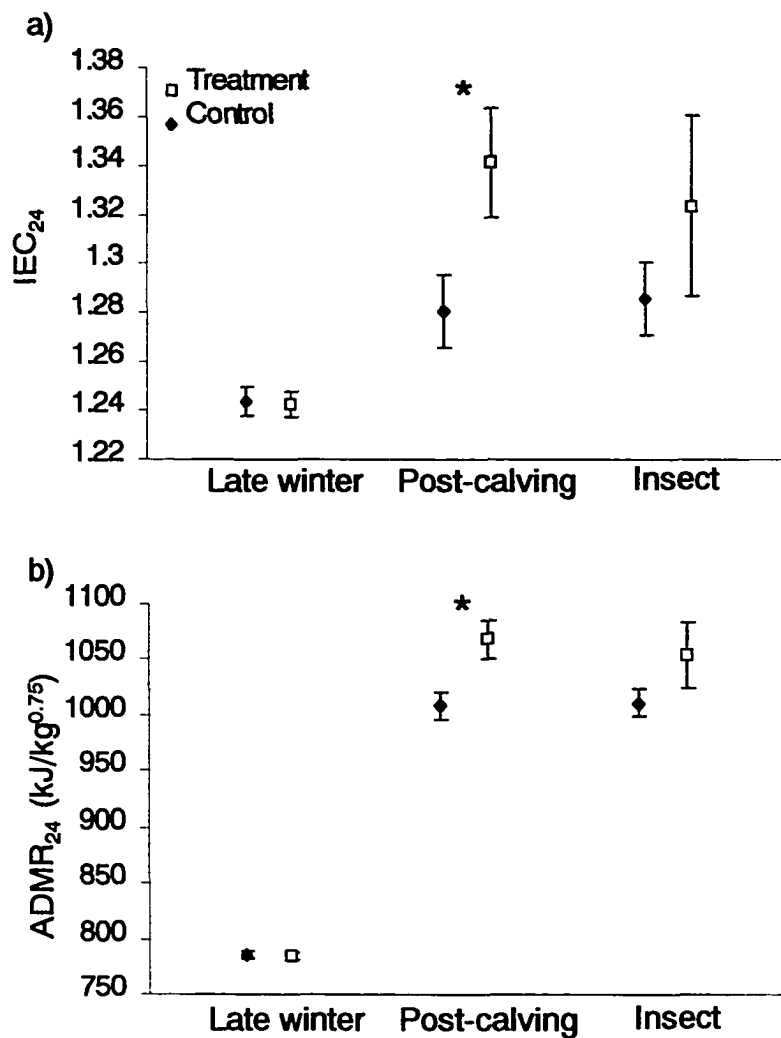 a)
1.38
1.36
1.34
1.32
1.3
1.28
1.26
1.24
1.22
IEC24
Treatment
Control
*
Late winter Post-calving Insect
b)
1100
1050
1000
950
900
850
800
750
ADMR24 (kJ/kg^0.75)
*
Late winter Post-calving Insect